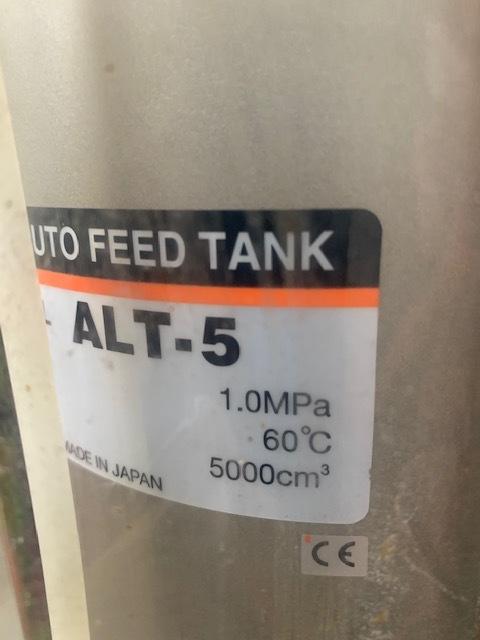 UTO FEED TANK
ALT-5
1.0MPa
60℃
MADE IN JAPAN 5000cm³
CE